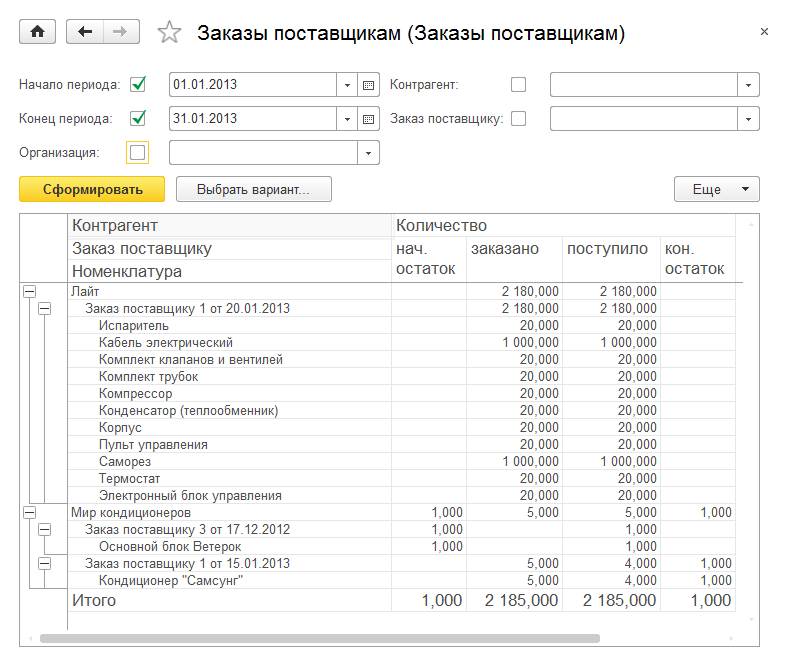 Заказы поставщикам (Заказы поставщикам)
Начало периода: 01.01.2013 Контрагент:
Конец периода: 31.01.2013 Заказ поставщику:
Организация:
Сформировать Выбрать вариант... Еще
Контрагент Количество
Заказ поставщику нач. остаток заказано поступило кон. остаток
Номенклатура
Лайт 2 180,000 2 180,000
Заказ поставщику 1 от 20.01.2013 2 180,000 2 180,000
Испаритель 20,000 20,000
Кабель электрический 1 000,000 1 000,000
Комплект клапанов и вентилей 20,000 20,000
Комплект трубок 20,000 20,000
Компрессор 20,000 20,000
Конденсатор (теплообменник) 20,000 20,000
Корпус 20,000 20,000
Пульт управления 20,000 20,000
Саморез 1 000,000 1 000,000
Термостат 20,000 20,000
Электронный блок управления 20,000 20,000
Мир кондиционеров 1,000 5,000 5,000 1,000
Заказ поставщику 3 от 17.12.2012 1,000 1,000
Основной блок Ветерок 1,000 1,000
Заказ поставщику 1 от 15.01.2013 5,000 4,000 1,000
Кондиционер "Самсунг" 5,000 4,000 1,000
Итого 1,000 2 185,000 2 185,000 1,000